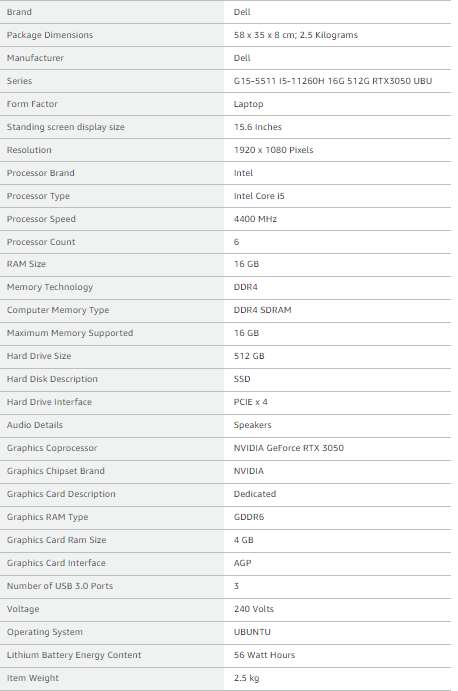 Brand Dell
Package Dimensions 58 x 35 x 8 cm; 2.5 Kilograms
Manufacturer Dell
Series G15-5511 I5-11260H 16G 512G RTX3050 UBU
Form Factor Laptop
Standing screen display size 15.6 Inches
Resolution 1920 x 1080 Pixels
Processor Brand Intel
Processor Type Intel Core i5
Processor Speed 4400 MHz
Processor Count 6
RAM Size 16 GB
Memory Technology DDR4
Computer Memory Type DDR4 SDRAM
Maximum Memory Supported 16 GB
Hard Drive Size 512 GB
Hard Disk Description SSD
Hard Drive Interface PCIE x 4
Audio Details Speakers
Graphics Coprocessor NVIDIA GeForce RTX 3050
Graphics Chipset Brand NVIDIA
Graphics Card Description Dedicated
Graphics RAM Type GDDR6
Graphics Card Ram Size 4 GB
Graphics Card Interface AGP
Number of USB 3.0 Ports 3
Voltage 240 Volts
Operating System UBUNTU
Lithium Battery Energy Content 56 Watt Hours
Item Weight 2.5 kg